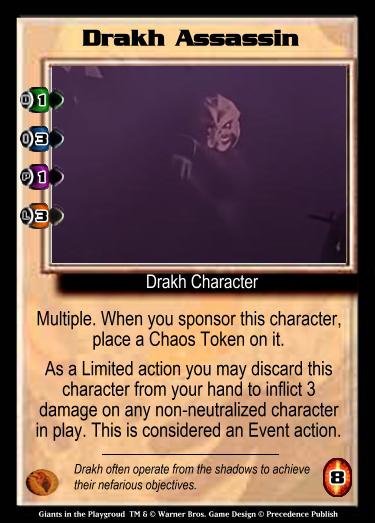 Drakh Assassin
D 1
I 3
P 1
L 3
Drakh Character
Multiple. When you sponsor this character,
place a Chaos Token on it.
As a Limited action you may discard this
character from your hand to inflict 3
damage on any non-neutralized character
in play. This is considered an Event action.
Drakh often operate from the shadows to achieve
their nefarious objectives.
8
Giants in the Playgroud TM & © Warner Bros. Game Design © Precedence Publish